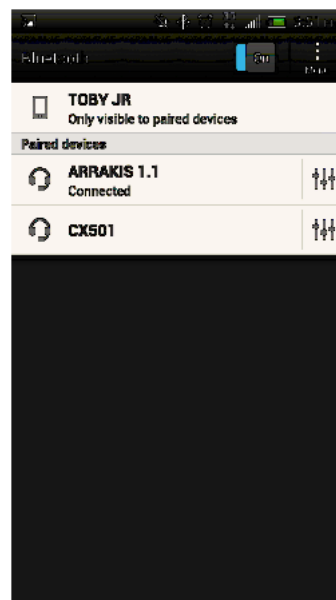 Bluetooth
On
TOBY JR
Only visible to paired devices
Paired devices
ARRAKIS 1.1
Connected
CX501